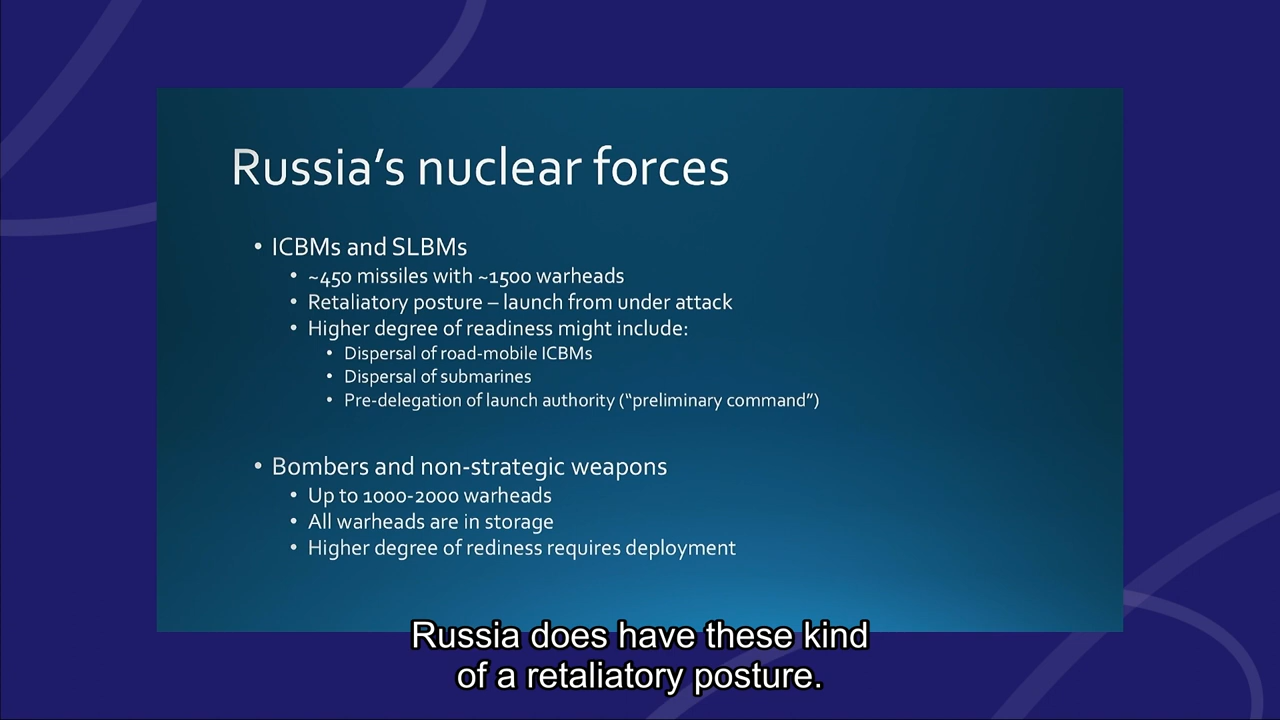 Russia’s nuclear forces
• ICBMs and SLBMs
• ~450 missiles with ~1500 warheads
• Retaliatory posture – launch from under attack
• Higher degree of readiness might include:
• Dispersal of road-mobile ICBMs
• Dispersal of submarines
• Pre-delegation of launch authority (“preliminary command”)
• Bombers and non-strategic weapons
• Up to 1000-2000 warheads
• All warheads are in storage
• Higher degree of rediness requires deployment
Russia does have these kind
of a retaliatory posture.